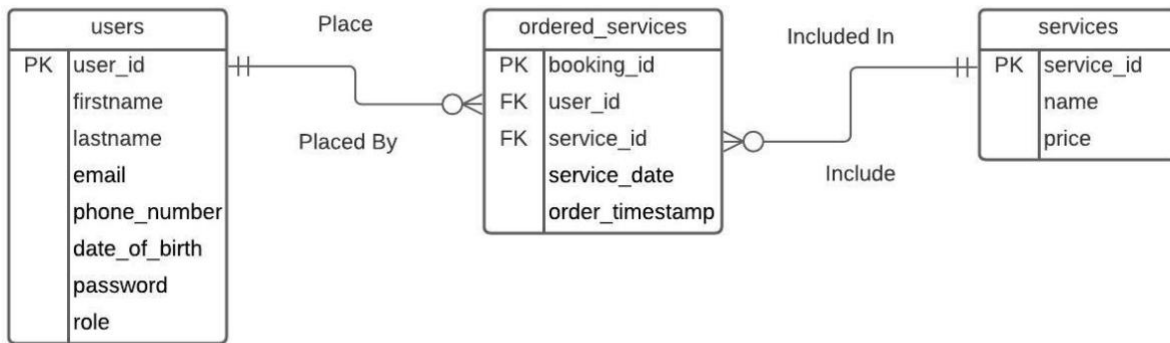 users
PK user_id
firstname
lastname
email
phone_number
date_of_birth
password
role
Place
Placed By
ordered_services
PK booking_id
FK user_id
FK service_id
service_date
order_timestamp
Included In
Include
services
PK service_id
name
price